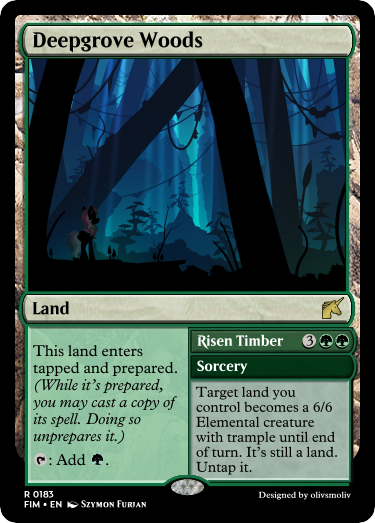 Deepgrove Woods
Land
This land enters
tapped and prepared.
(While it's prepared,
you may cast a copy of
its spell. Doing so
unprepares it.)
: Add .
Risen Timber 3
Sorcery
Target land you
control becomes a 6/6
Elemental creature
with trample until end
of turn. It's still a land.
Untap it.
R 0183
FIM • EN Szymon Furian
Designed by olivsmoliv